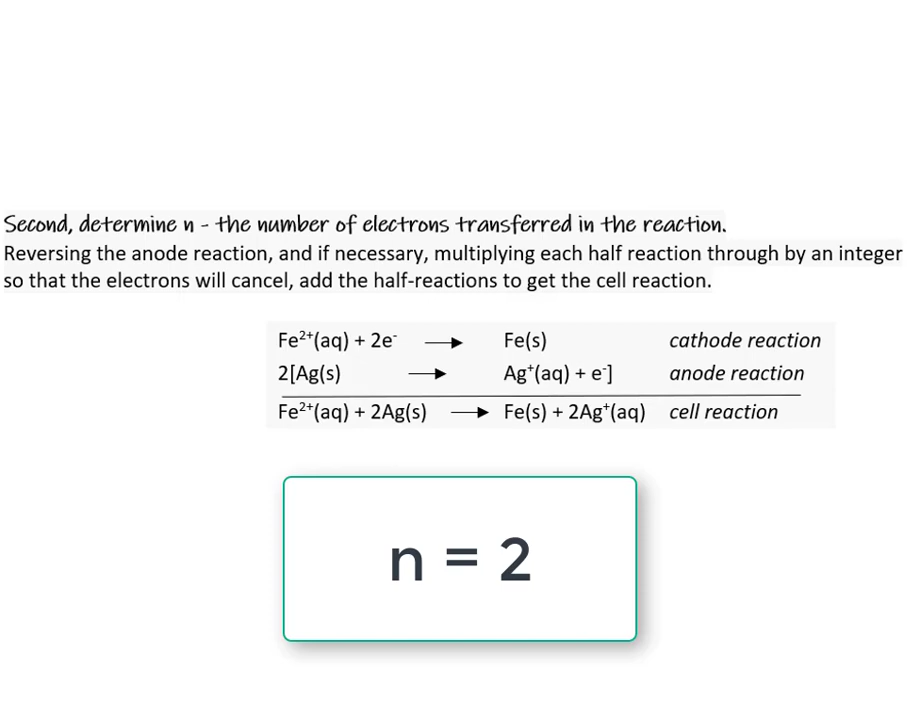 Second, determine n - the number of electrons transferred in the reaction.
Reversing the anode reaction, and if necessary, multiplying each half reaction through by an integer
so that the electrons will cancel, add the half-reactions to get the cell reaction.
Fe²⁺(aq) + 2e⁻ ⟶ Fe(s) cathode reaction
2[Ag(s) ⟶ Ag⁺(aq) + e⁻] anode reaction
Fe²⁺(aq) + 2Ag(s) ⟶ Fe(s) + 2Ag⁺(aq) cell reaction
n = 2